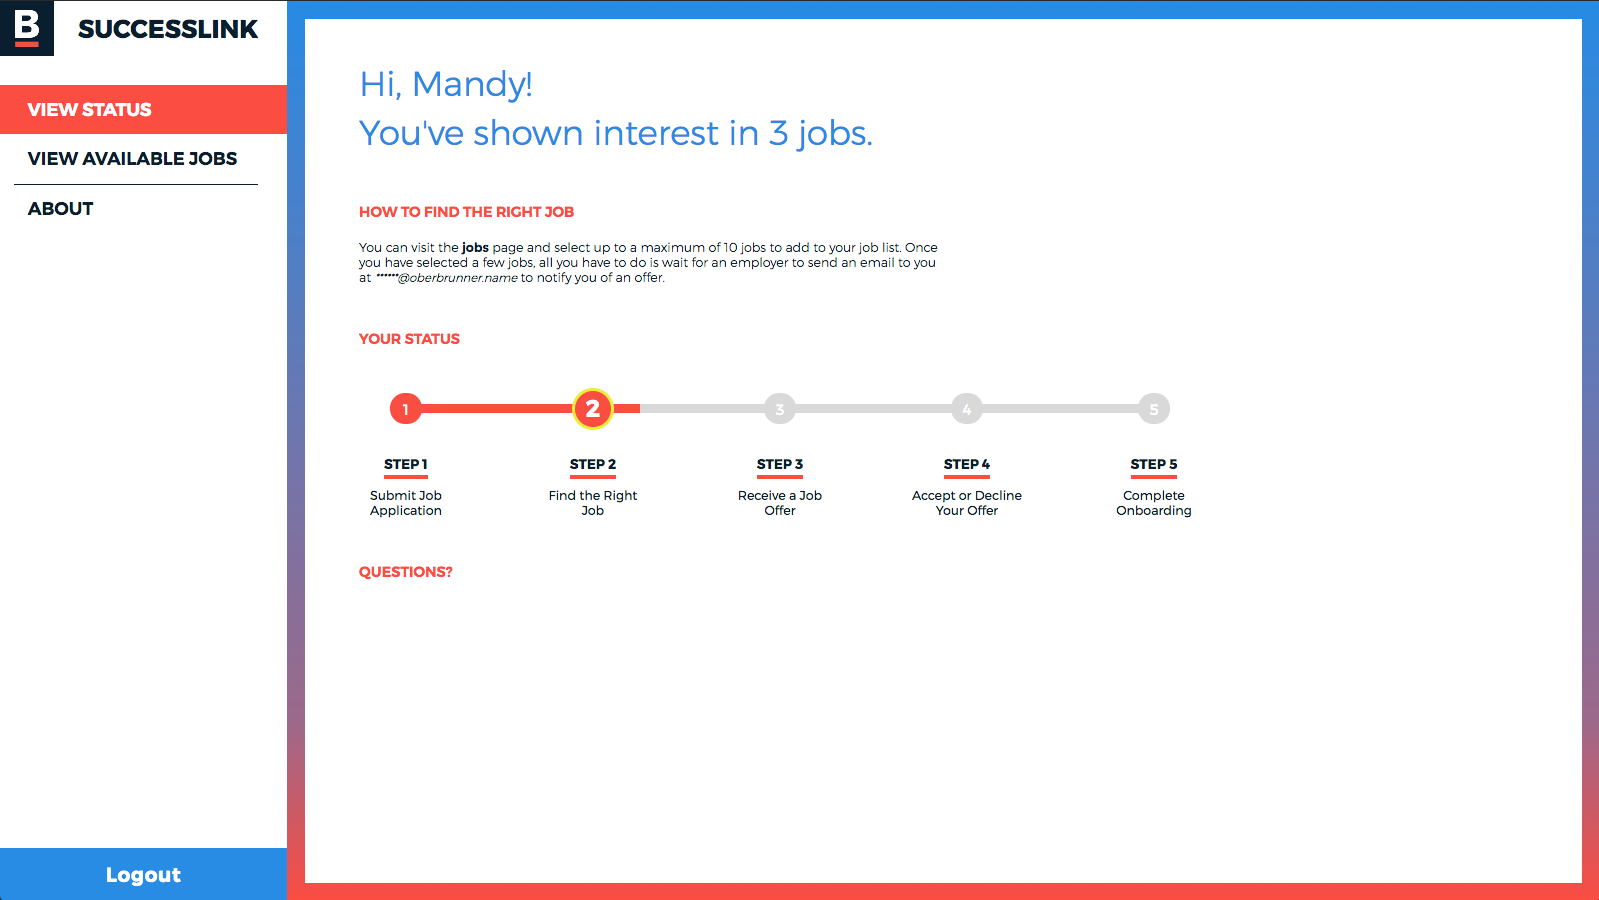 B
SUCCESSLINK
VIEW STATUS
VIEW AVAILABLE JOBS
ABOUT
Logout
Hi, Mandy!
You've shown interest in 3 jobs.
HOW TO FIND THE RIGHT JOB
You can visit the jobs page and select up to a maximum of 10 jobs to add to your job list. Once
you have selected a few jobs, all you have to do is wait for an employer to send an email to you
at ******@oberbrunner.name to notify you of an offer.
YOUR STATUS
1
2
3
4
5
STEP 1
Submit Job
Application
STEP 2
Find the Right
Job
STEP 3
Receive a Job
Offer
STEP 4
Accept or Decline
Your Offer
STEP 5
Complete
Onboarding
QUESTIONS?